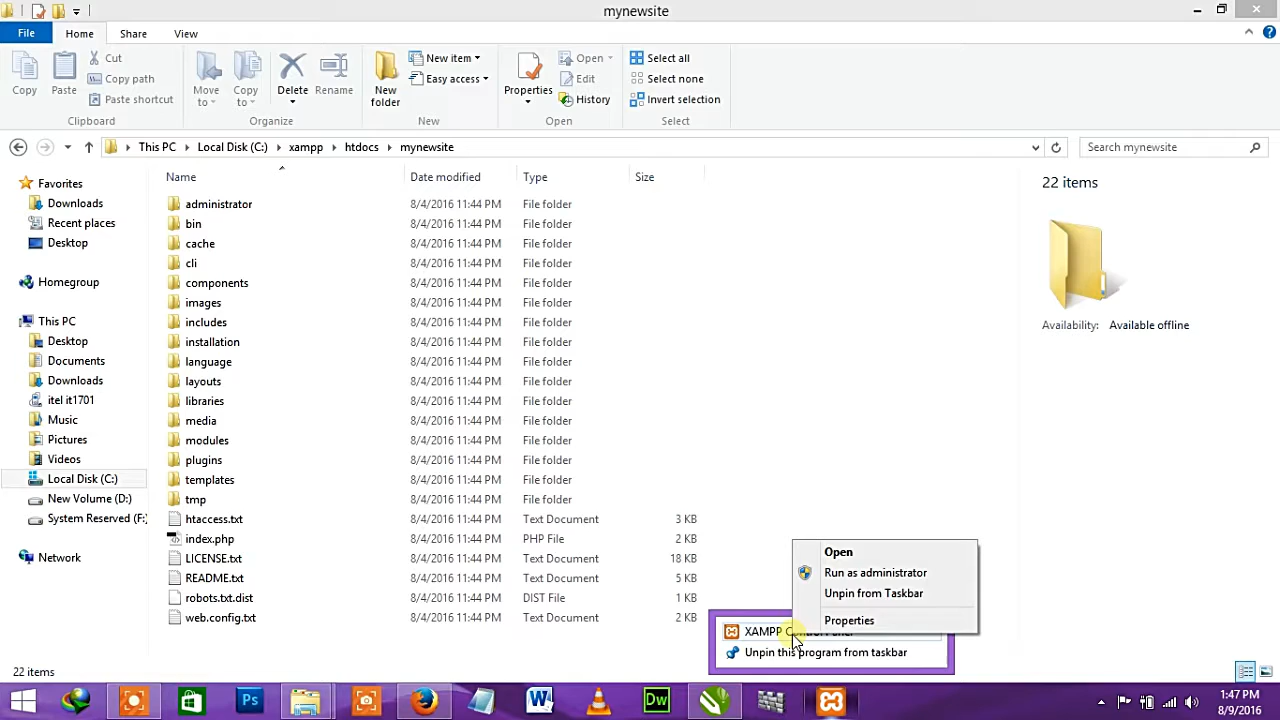 mynewsite
File
Home
Share
View
Copy
Paste
Cut
Copy path
Paste shortcut
Clipboard
Move to
Copy to
Delete
Rename
Organize
New folder
New item
Easy access
New
Properties
Open
Edit
History
Open
Select all
Select none
Invert selection
Select
This PC
Local Disk (C:)
xampp
htdocs
mynewsite
Search mynewsite
Name
Date modified
Type
Size
Favorites
Downloads
Recent places
Desktop
Homegroup
This PC
Desktop
Documents
Downloads
itel it1701
Music
Pictures
Videos
Local Disk (C:)
New Volume (D:)
System Reserved (F:)
Network
administrator 8/4/2016 11:44 PM File folder
bin 8/4/2016 11:44 PM File folder
cache 8/4/2016 11:44 PM File folder
cli 8/4/2016 11:44 PM File folder
components 8/4/2016 11:44 PM File folder
images 8/4/2016 11:44 PM File folder
includes 8/4/2016 11:44 PM File folder
installation 8/4/2016 11:44 PM File folder
language 8/4/2016 11:44 PM File folder
layouts 8/4/2016 11:44 PM File folder
libraries 8/4/2016 11:44 PM File folder
media 8/4/2016 11:44 PM File folder
modules 8/4/2016 11:44 PM File folder
plugins 8/4/2016 11:44 PM File folder
templates 8/4/2016 11:44 PM File folder
tmp 8/4/2016 11:44 PM File folder
htaccess.txt 8/4/2016 11:44 PM Text Document 3 KB
index.php 8/4/2016 11:44 PM PHP File 2 KB
LICENSE.txt 8/4/2016 11:44 PM Text Document 18 KB
README.txt 8/4/2016 11:44 PM Text Document 5 KB
robots.txt.dist 8/4/2016 11:44 PM DIST File 1 KB
web.config.txt 8/4/2016 11:44 PM Text Document 2 KB
22 items
Availability: Available offline
Open
Run as administrator
Unpin from Taskbar
Properties
XAMPP Control Panel
Unpin this program from taskbar
22 items
Ps
W
Dw
1:47 PM
8/9/2016